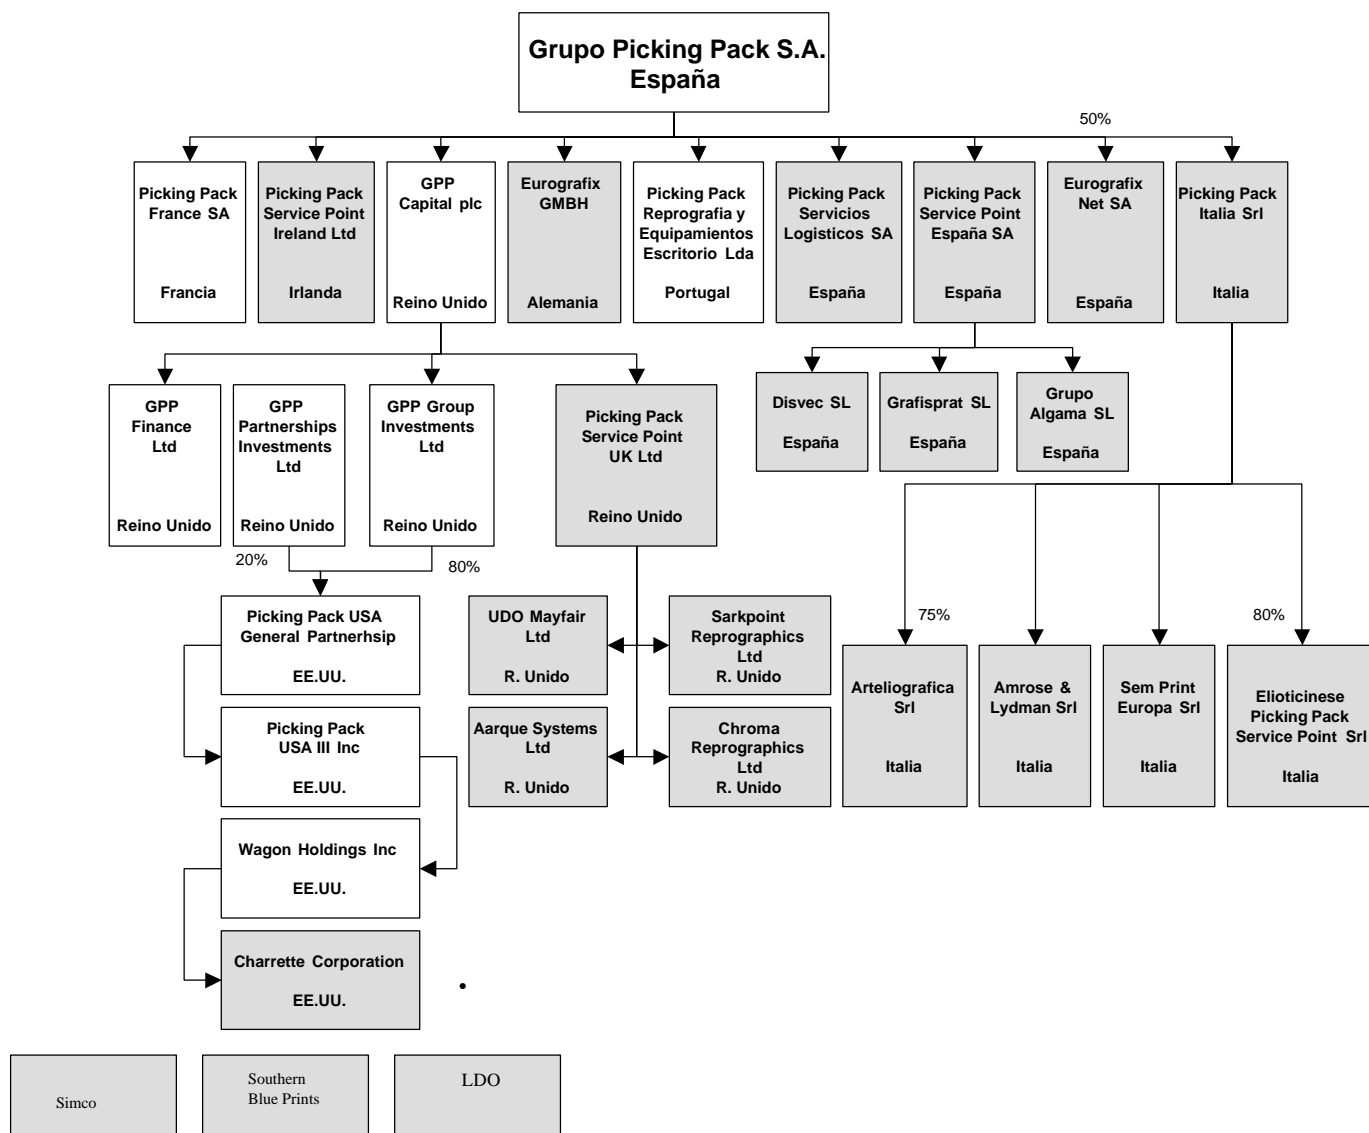 Grupo Picking Pack S.A.
España
50%
Picking Pack
France SA
Francia
Picking Pack
Service Point
Ireland Ltd
Irlanda
GPP
Capital plc
Reino Unido
Eurografix
GMBH
Alemania
Picking Pack
Reprografia y
Equipamientos
Escritorio Lda
Portugal
Picking Pack
Servicios
Logisticos SA
España
Picking Pack
Service Point
España SA
España
Eurografix
Net SA
España
Picking Pack
Italia Srl
Italia
GPP
Finance
Ltd
Reino Unido
GPP
Partnerships
Investments
Ltd
Reino Unido
GPP Group
Investments
Ltd
Reino Unido
Picking Pack
Service Point
UK Ltd
Reino Unido
Disvec SL
España
Grafisprat SL
España
Grupo
Algama SL
España
20%
80%
Picking Pack USA
General Partnerhsip
EE.UU.
Picking Pack
USA III Inc
EE.UU.
Wagon Holdings Inc
EE.UU.
Charrette Corporation
EE.UU.
UDO Mayfair
Ltd
R. Unido
Sarkpoint
Reprographics
Ltd
R. Unido
Aarque Systems
Ltd
R. Unido
Chroma
Reprographics
Ltd
R. Unido
75%
80%
Arteliografica
Srl
Italia
Amrose &
Lydman Srl
Italia
Sem Print
Europa Srl
Italia
Elioticinese
Picking Pack
Service Point Srl
Italia
•
Simco
Southern
Blue Prints
LDO